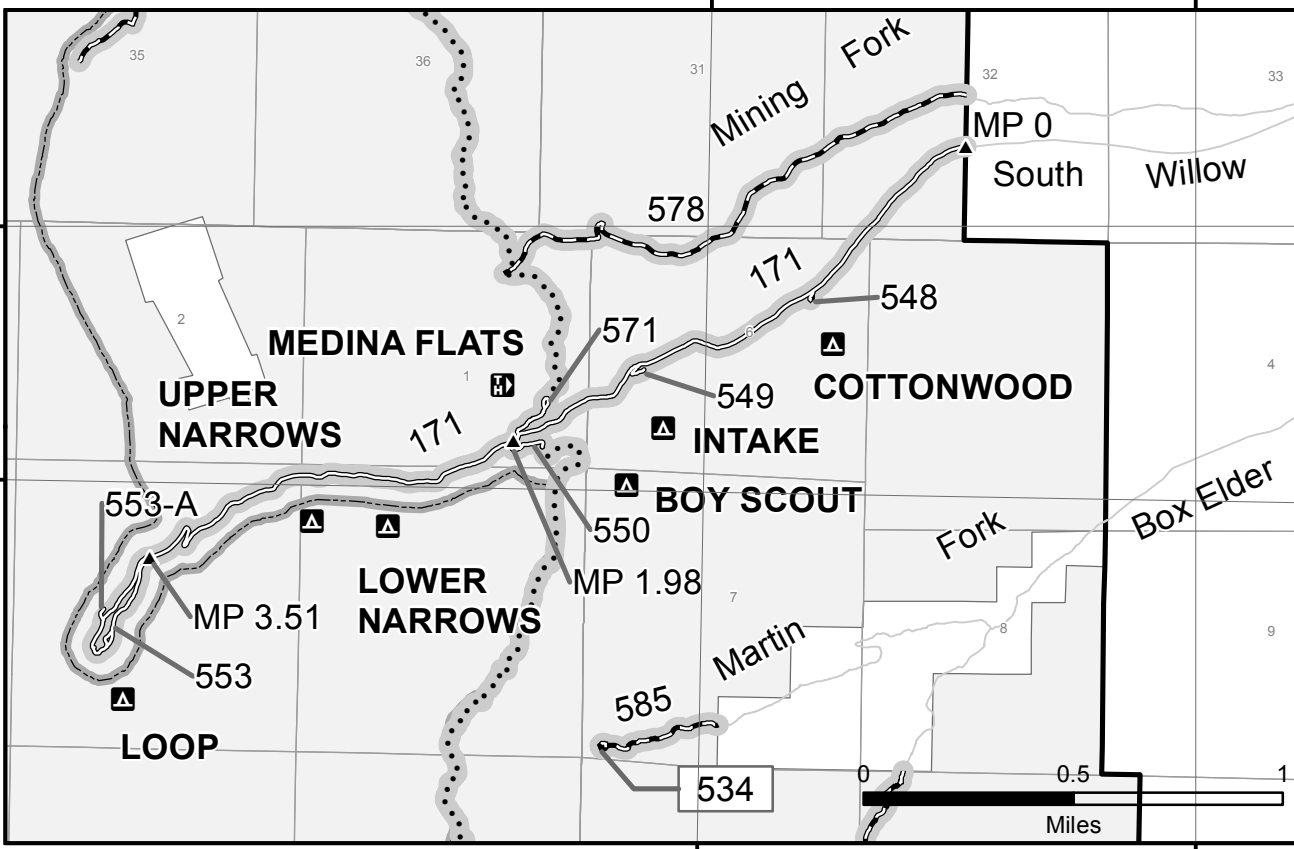 35
36
31
32
33
Mining
Fork
MP 0
South
Willow
578
171
548
2
MEDINA FLATS
571
6
1
TH
4
UPPER
NARROWS
COTTONWOOD
549
171
INTAKE
553-A
BOY SCOUT
550
Fork
Box Elder
LOWER
NARROWS
MP 1.98
7
MP 3.51
8
9
553
Martin
585
LOOP
534
0
0.5
1
Miles